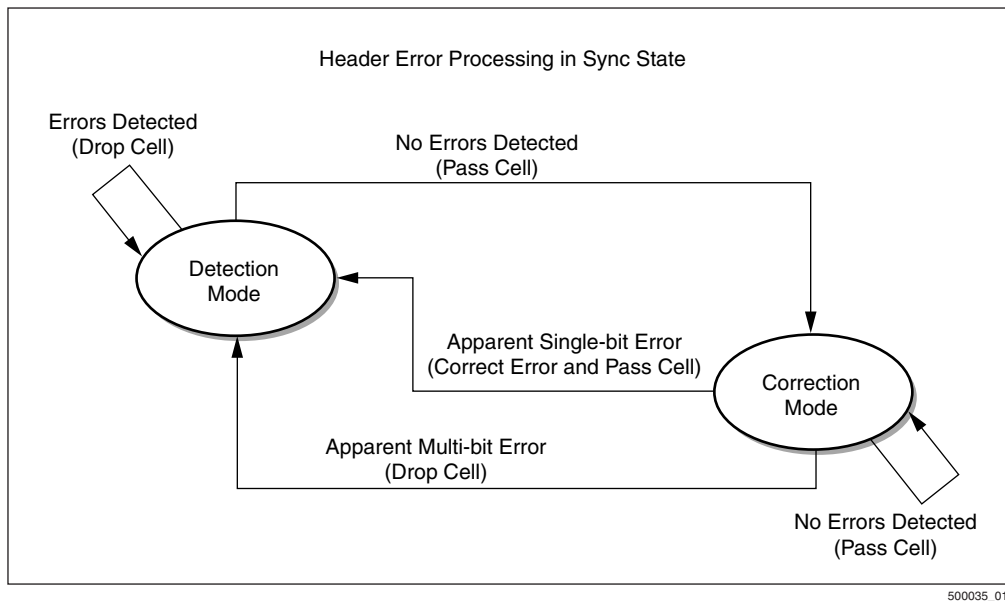 Header Error Processing in Sync State
Errors Detected
(Drop Cell)
No Errors Detected
(Pass Cell)
Detection
Mode
Apparent Single-bit Error
(Correct Error and Pass Cell)
Correction
Mode
Apparent Multi-bit Error
(Drop Cell)
No Errors Detected
(Pass Cell)
500035_01